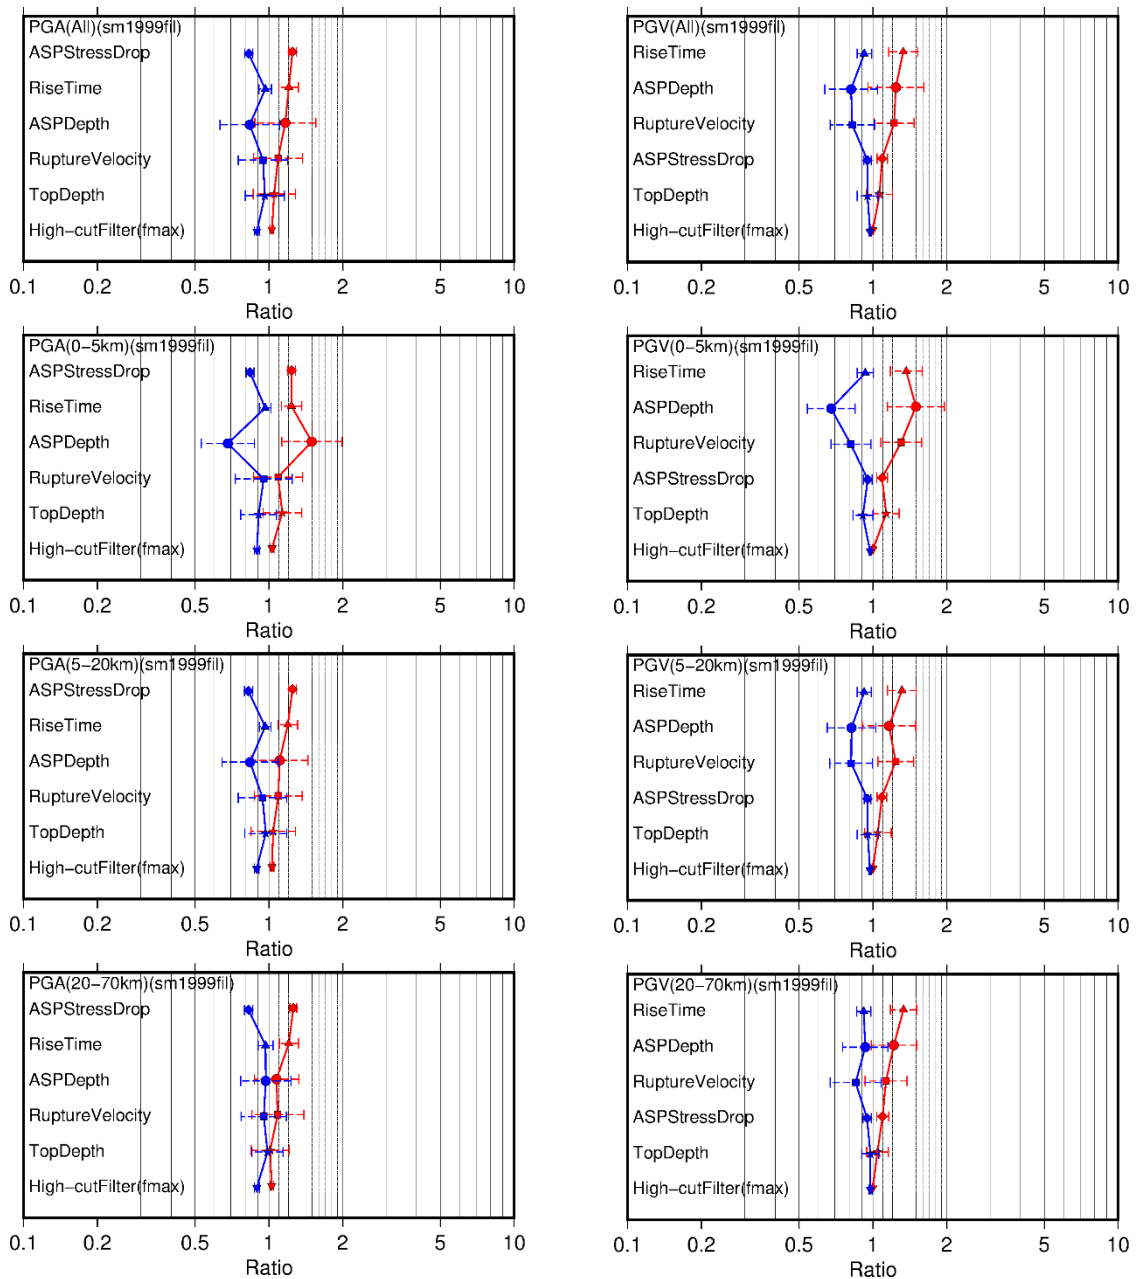 PGA(All)(sm1999fil)
ASPStressDrop
RiseTime
ASPDepth
RuptureVelocity
TopDepth
High-cutFilter(fmax)
0.1 0.2 0.5 1 2 5 10
Ratio
PGV(All)(sm1999fil)
RiseTime
ASPDepth
RuptureVelocity
ASPStressDrop
TopDepth
High-cutFilter(fmax)
0.1 0.2 0.5 1 2 5 10
Ratio
PGA(0-5km)(sm1999fil)
ASPStressDrop
RiseTime
ASPDepth
RuptureVelocity
TopDepth
High-cutFilter(fmax)
0.1 0.2 0.5 1 2 5 10
Ratio
PGV(0-5km)(sm1999fil)
RiseTime
ASPDepth
RuptureVelocity
ASPStressDrop
TopDepth
High-cutFilter(fmax)
0.1 0.2 0.5 1 2 5 10
Ratio
PGA(5-20km)(sm1999fil)
ASPStressDrop
RiseTime
ASPDepth
RuptureVelocity
TopDepth
High-cutFilter(fmax)
0.1 0.2 0.5 1 2 5 10
Ratio
PGV(5-20km)(sm1999fil)
RiseTime
ASPDepth
RuptureVelocity
ASPStressDrop
TopDepth
High-cutFilter(fmax)
0.1 0.2 0.5 1 2 5 10
Ratio
PGA(20-70km)(sm1999fil)
ASPStressDrop
RiseTime
ASPDepth
RuptureVelocity
TopDepth
High-cutFilter(fmax)
0.1 0.2 0.5 1 2 5 10
Ratio
PGV(20-70km)(sm1999fil)
RiseTime
ASPDepth
RuptureVelocity
ASPStressDrop
TopDepth
High-cutFilter(fmax)
0.1 0.2 0.5 1 2 5 10
Ratio